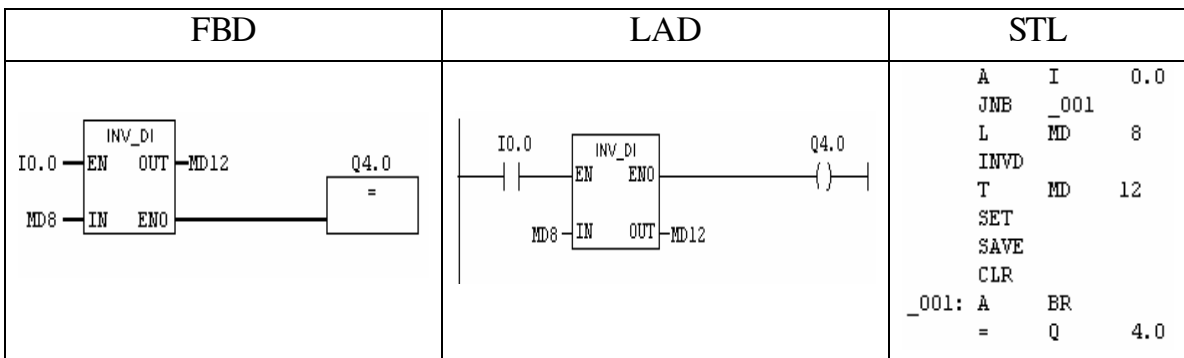 FBD LAD STL
INV_DI
I0.0 EN OUT MD12
Q4.0
=
MD8 IN ENO
I0.0 INV_DI Q4.0
EN ENO
( )
MD8 IN OUT MD12
A I 0.0
JNB _001
L MD 8
INVD
T MD 12
SET
SAVE
CLR
_001: A BR
= Q 4.0